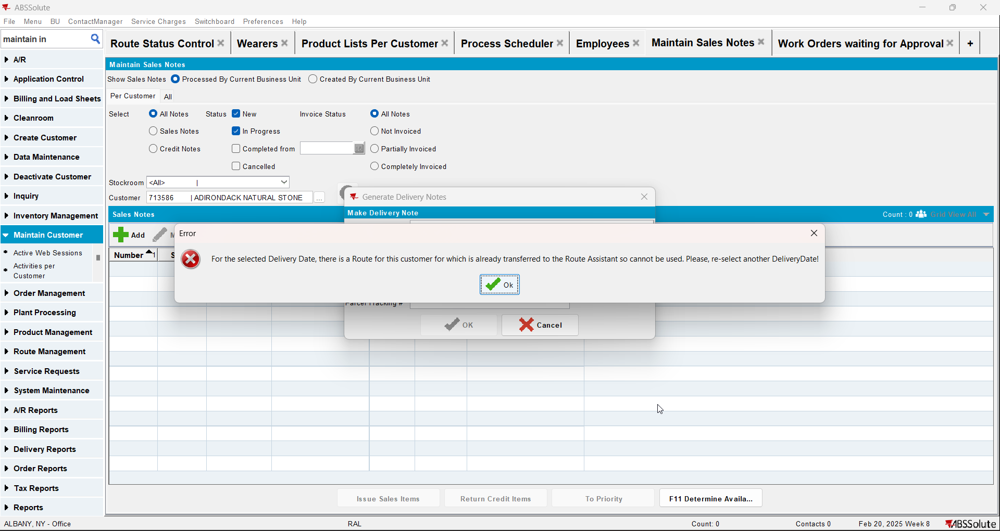 ABSSolute
File Menu BU ContactManager Service Charges Switchboard Preferences Help
maintain in
Route Status Control Wearers Product Lists Per Customer Process Scheduler Employees Maintain Sales Notes Work Orders waiting for Approval +
A/R
Application Control
Billing and Load Sheets
Cleanroom
Create Customer
Data Maintenance
Deactivate Customer
Inquiry
Inventory Management
Maintain Customer
Active Web Sessions
Activities per
Customer
Order Management
Plant Processing
Product Management
Route Management
Service Requests
System Maintenance
A/R Reports
Billing Reports
Delivery Reports
Order Reports
Tax Reports
Reports
Maintain Sales Notes
Show Sales Notes Processed By Current Business Unit Created By Current Business Unit
Per Customer All
Select All Notes Status New Invoice Status All Notes
Sales Notes In Progress Not Invoiced
Credit Notes Completed from 16 Partially Invoiced
Cancelled Completely Invoiced
Stockroom <All> |
Customer 713586 | ADIRONDACK NATURAL STONE ...
Generate Delivery Notes
Make Delivery Note
Sales Notes Count : 0 Grid View All
Add M
Number 1 S
Error
For the selected Delivery Date, there is a Route for this customer for which is already transferred to the Route Assistant so cannot be used. Please, re-select another DeliveryDate!
Ok
Parcel Tracking #
OK Cancel
Issue Sales Items Return Credit Items To Priority F11 Determine Availa...
ALBANY, NY - Office RAL Count: 0 Contacts 0 Feb 20, 2025 Week 8 ABSSolute